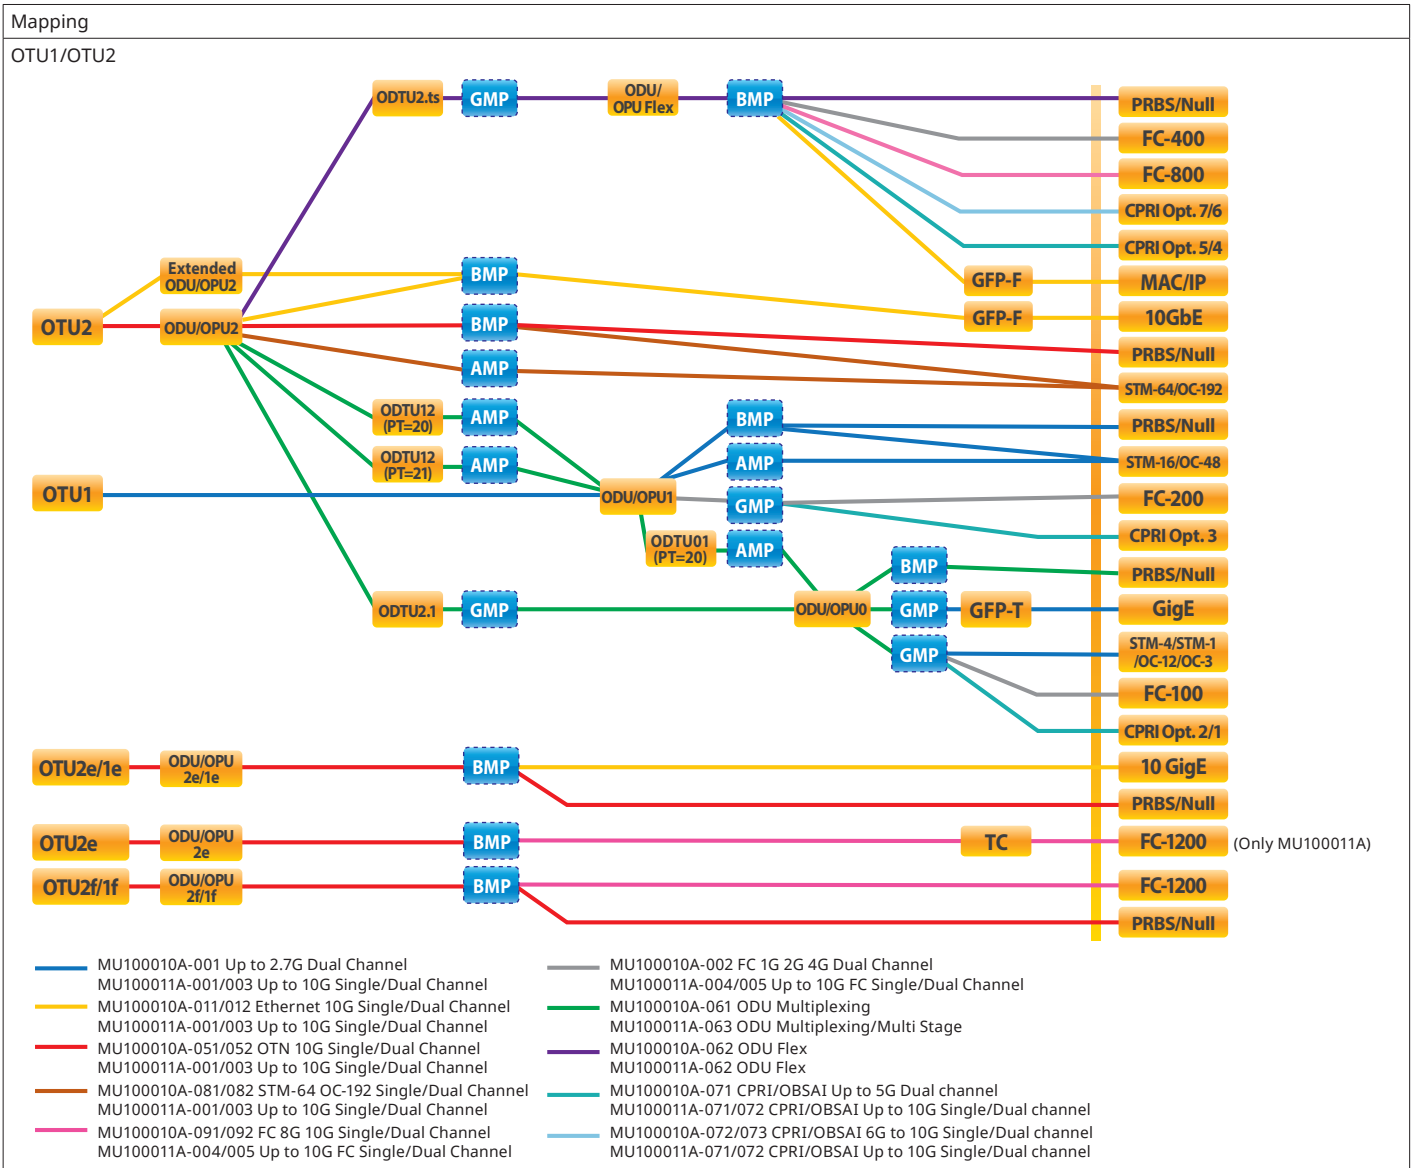 Mapping
OTU1/OTU2
ODTU2.ts
GMP
ODU/
OPU Flex
BMP
PRBS/Null
FC-400
FC-800
CPRI Opt. 7/6
CPRI Opt. 5/4
Extended
ODU/OPU2
BMP
GFP-F
MAC/IP
OTU2
ODU/OPU2
BMP
GFP-F
10GbE
PRBS/Null
AMP
STM-64/OC-192
ODTU12
(PT=20)
AMP
BMP
PRBS/Null
ODTU12
(PT=21)
AMP
AMP
STM-16/OC-48
OTU1
ODU/OPU1
GMP
FC-200
CPRI Opt. 3
ODTU01
(PT=20)
AMP
BMP
PRBS/Null
ODTU2.1
GMP
ODU/OPU0
GMP
GFP-T
GigE
GMP
STM-4/STM-1
/OC-12/OC-3
FC-100
CPRI Opt. 2/1
OTU2e/1e
ODU/OPU
2e/1e
BMP
10 GigE
PRBS/Null
OTU2e
ODU/OPU
2e
BMP
TC
FC-1200
(Only MU100011A)
OTU2f/1f
ODU/OPU
2f/1f
BMP
FC-1200
PRBS/Null
MU100010A-001 Up to 2.7G Dual Channel
MU100011A-001/003 Up to 10G Single/Dual Channel
MU100010A-011/012 Ethernet 10G Single/Dual Channel
MU100011A-001/003 Up to 10G Single/Dual Channel
MU100010A-051/052 OTN 10G Single/Dual Channel
MU100011A-001/003 Up to 10G Single/Dual Channel
MU100010A-081/082 STM-64 OC-192 Single/Dual Channel
MU100011A-001/003 Up to 10G Single/Dual Channel
MU100010A-091/092 FC 8G 10G Single/Dual Channel
MU100011A-004/005 Up to 10G FC Single/Dual Channel
MU100010A-002 FC 1G 2G 4G Dual Channel
MU100011A-004/005 Up to 10G FC Single/Dual Channel
MU100010A-061 ODU Multiplexing
MU100011A-063 ODU Multiplexing/Multi Stage
MU100010A-062 ODU Flex
MU100011A-062 ODU Flex
MU100010A-071 CPRI/OBSAI Up to 5G Dual channel
MU100011A-071/072 CPRI/OBSAI Up to 10G Single/Dual channel
MU100010A-072/073 CPRI/OBSAI 6G to 10G Single/Dual channel
MU100011A-071/072 CPRI/OBSAI Up to 10G Single/Dual channel